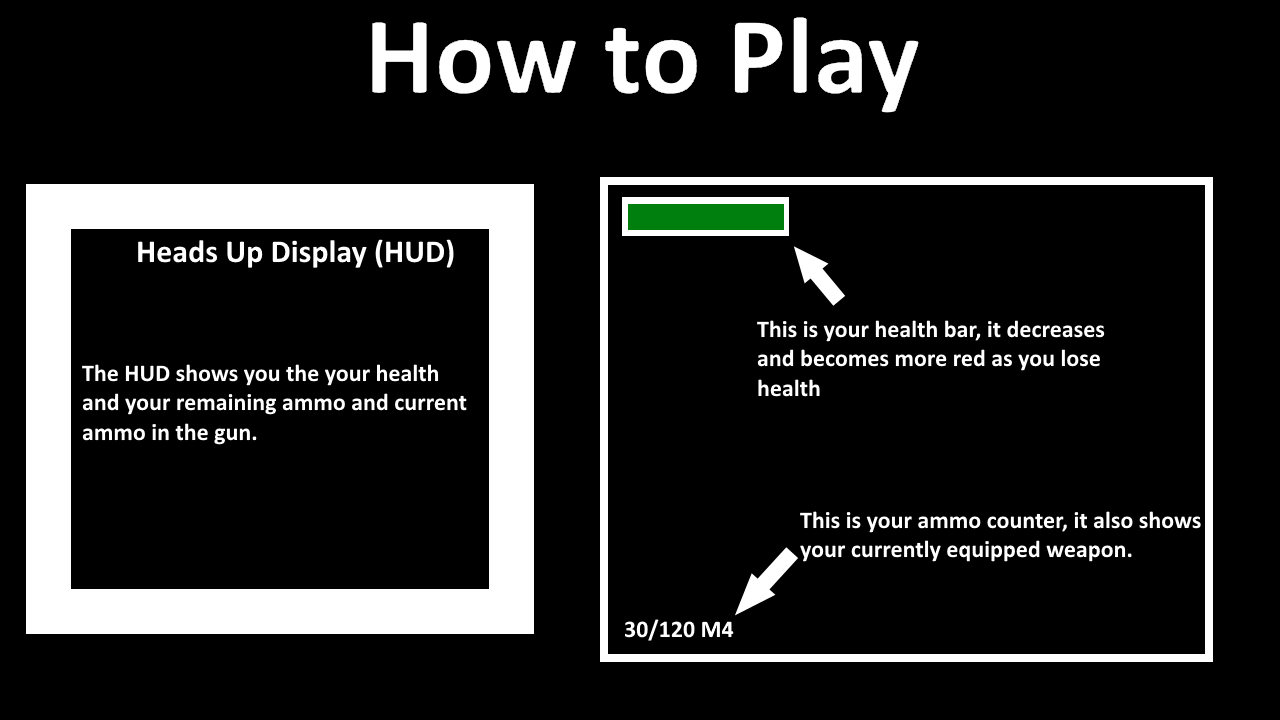 How to Play
Heads Up Display (HUD)
The HUD shows you the your health
and your remaining ammo and current
ammo in the gun.
This is your health bar, it decreases
and becomes more red as you lose
health
This is your ammo counter, it also shows
your currently equipped weapon.
30/120 M4